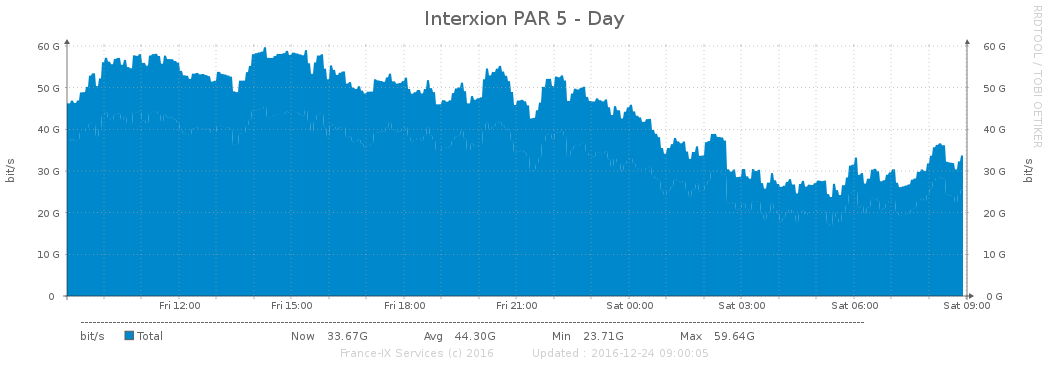 Interxion PAR 5 - Day
RRDTOOL / TOBI OETIKER
60 G 60 G
50 G 50 G
40 G 40 G
30 G 30 G
20 G 20 G
10 G 10 G
0 0 G
bit/s bit/s
Fri 12:00 Fri 15:00 Fri 18:00 Fri 21:00 Sat 00:00 Sat 03:00 Sat 06:00 Sat 09:00
bit/s Total Now 33.67G Avg 44.30G Min 23.71G Max 59.64G
France-IX Services (c) 2016 Updated : 2016-12-24 09:00:05